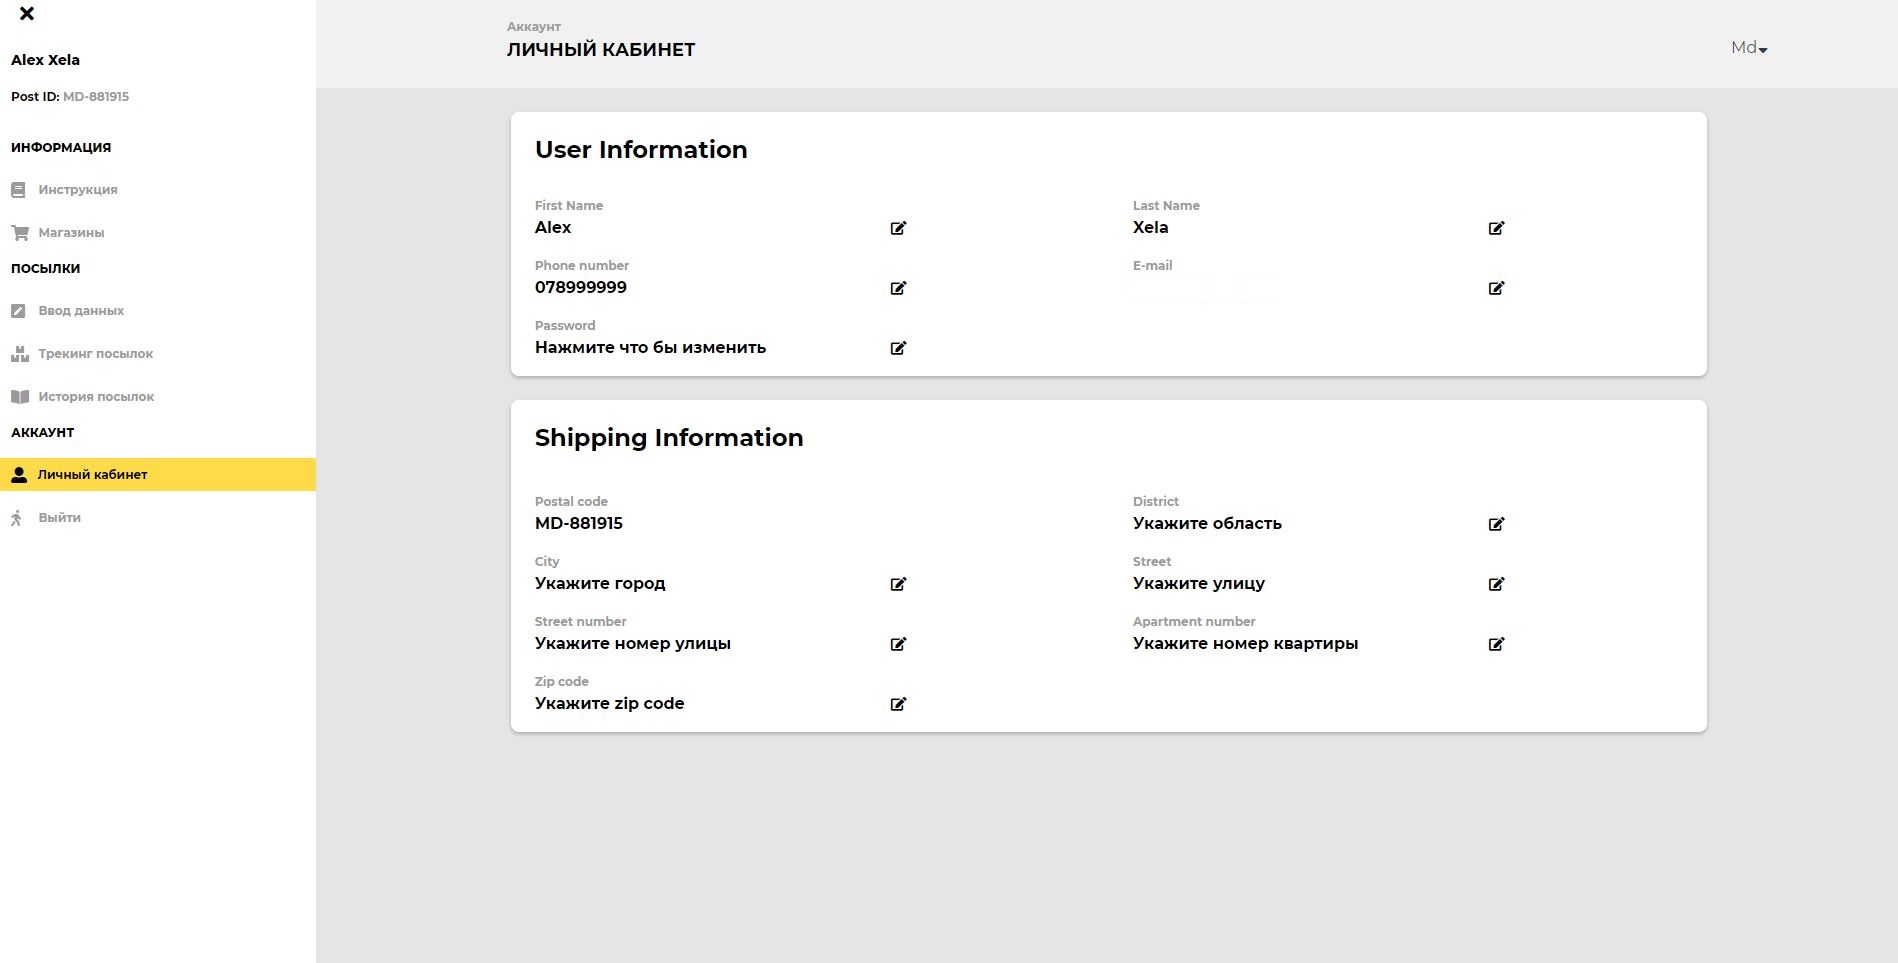 Alex Xela
Post ID: MD-881915
ИНФОРМАЦИЯ
Инструкция
Магазины
ПОСЫЛКИ
Ввод данных
Трекинг посылок
История посылок
АККАУНТ
Личный кабинет
Выйти
Аккаунт
ЛИЧНЫЙ КАБИНЕТ
Md
User Information
First Name
Alex
Last Name
Xela
Phone number
078999999
E-mail
Password
Нажмите что бы изменить
Shipping Information
Postal code
MD-881915
District
Укажите область
City
Укажите город
Street
Укажите улицу
Street number
Укажите номер улицы
Apartment number
Укажите номер квартиры
Zip code
Укажите zip code